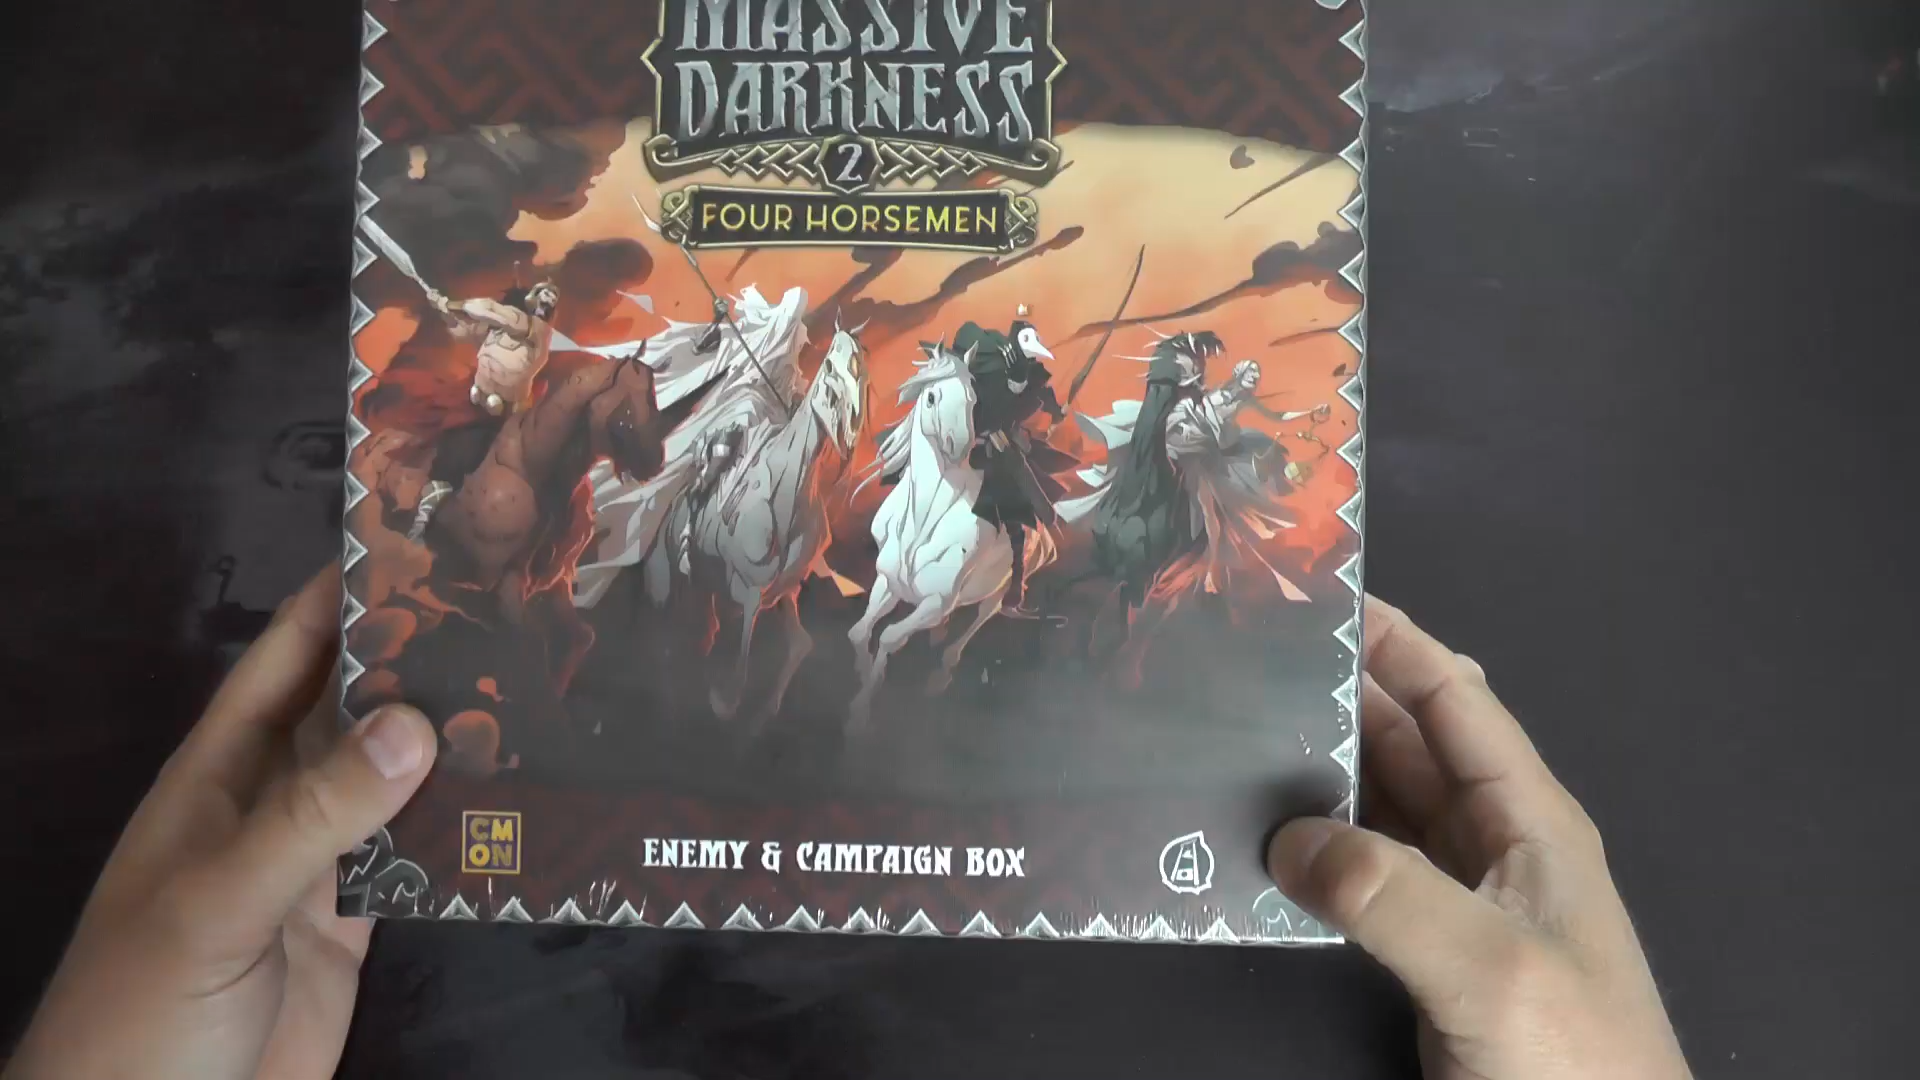 MASSIVE
DARKNESS
2
FOUR HORSEMEN
CM
ON
ENEMY & CAMPAIGN BOX